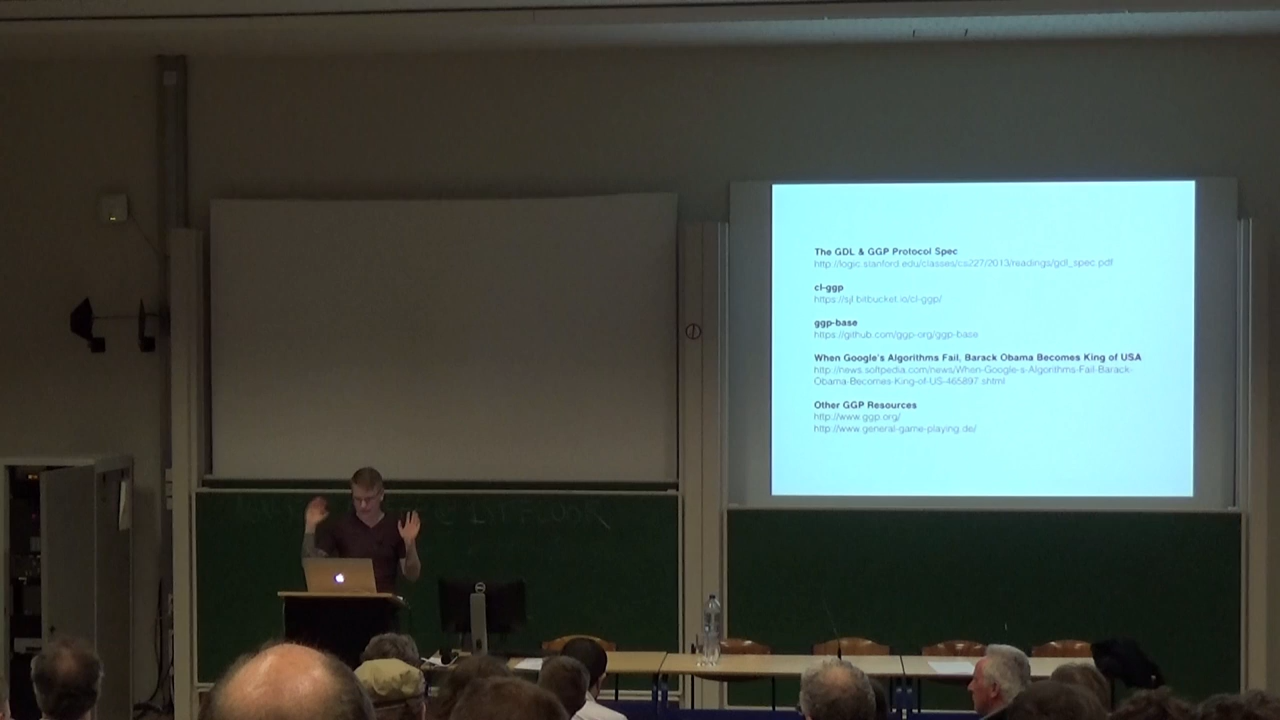 The GDL & GGP Protocol Spec
http://logic.stanford.edu/classes/cs227/2013/readings/gdl_spec.pdf
cl-ggp
https://sjl.bitbucket.io/cl-ggp/
ggp-base
https://github.com/ggp-org/ggp-base
When Google's Algorithms Fail, Barack Obama Becomes King of USA
http://news.softpedia.com/news/When-Google-s-Algorithms-Fail-Barack-
Obama-Becomes-King-of-US-465897.shtml
Other GGP Resources
http://www.ggp.org/
http://www.general-game-playing.de/